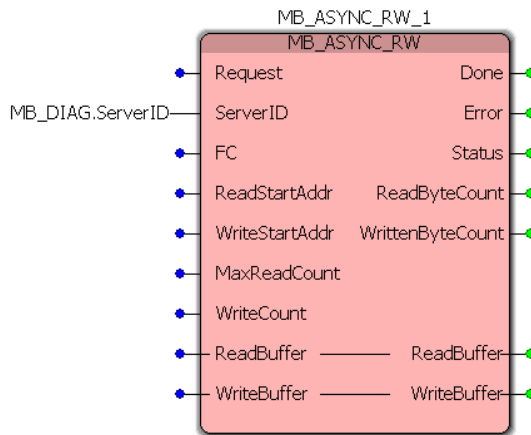 MB_ASYNC_RW_1
MB_ASYNC_RW
Request Done
MB_DIAG.ServerID ServerID Error
FC Status
ReadStartAddr ReadByteCount
WriteStartAddr WrittenByteCount
MaxReadCount
WriteCount
ReadBuffer ReadBuffer
WriteBuffer WriteBuffer